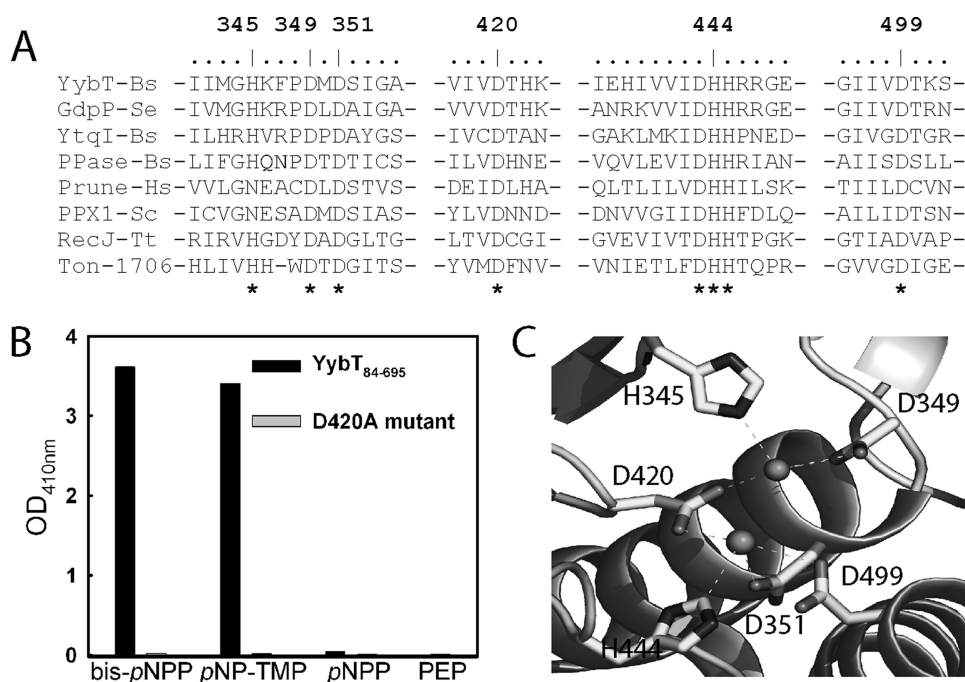 A
345 349 351 420 444 499
YybT-Bs -IIMGHKFPDMDSIGA- -VIVDTHK- -IEHIVVIDHHRRGE- -GIIVDTKS-
GdpP-Se -IVMGHKRPDLDAIGA- -VIVDTHK- -ANRKVVIDHHRRGE- -GIIVDTKS-
YtqI-Bs -ILHRHVRPDPDAYGS- -IVCDTAN- -GAKLMKIDHHPNED- -GIVGDTGR-
PPase-Bs -LIFGHQNPDTDTICS- -ILVDHNE- -VQVLEVIDHHRIAN- -AIISDSLL-
Prune-Hs -VVLGNEACDLDSTVS- -DEIDLHA- -QLTLILVDHHILSK- -TIILDCVN-
PPX1-Sc -ICVGNESADMDSIAS- -YLVDNND- -DNVVGIIDHHFDLQ- -AILIDTSN-
RecJ-Tt -RIRVHGDYDADGLTG- -LTVDCGI- -GVEVIVTDHHTPGK- -GTIADVAP-
Ton-1706 -HLIVHH-WDTDGITS- -YVMDFNV- -VNIETLFDHHTQPR- -GVVGDIGE-
* * * * *** *
B
4
3
2
1
0
OD410nm
YybT84-695
D420A mutant
bis-pNPP pNP-TMP pNPP PEP
C
H345
D349
D420
D499
D351
H444